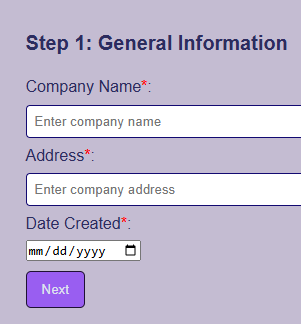 Step 1: General Information
Company Name*:
Enter company name
Address*:
Enter company address
Date Created*:
mm/dd/yyyy
Next